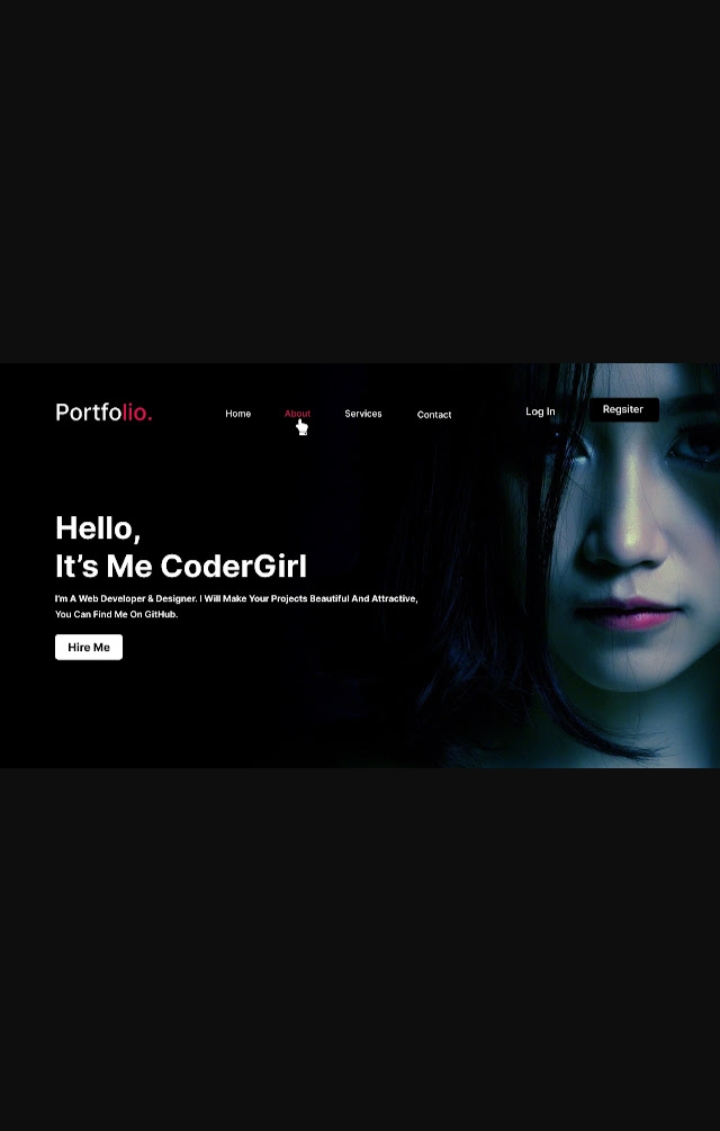 Portfolio.
Home About Services Contact Log In Regsiter
Hello,
It's Me CoderGirl
I'm A Web Developer & Designer. I Will Make Your Projects Beautiful And Attractive,
You Can Find Me On GitHub.
Hire Me